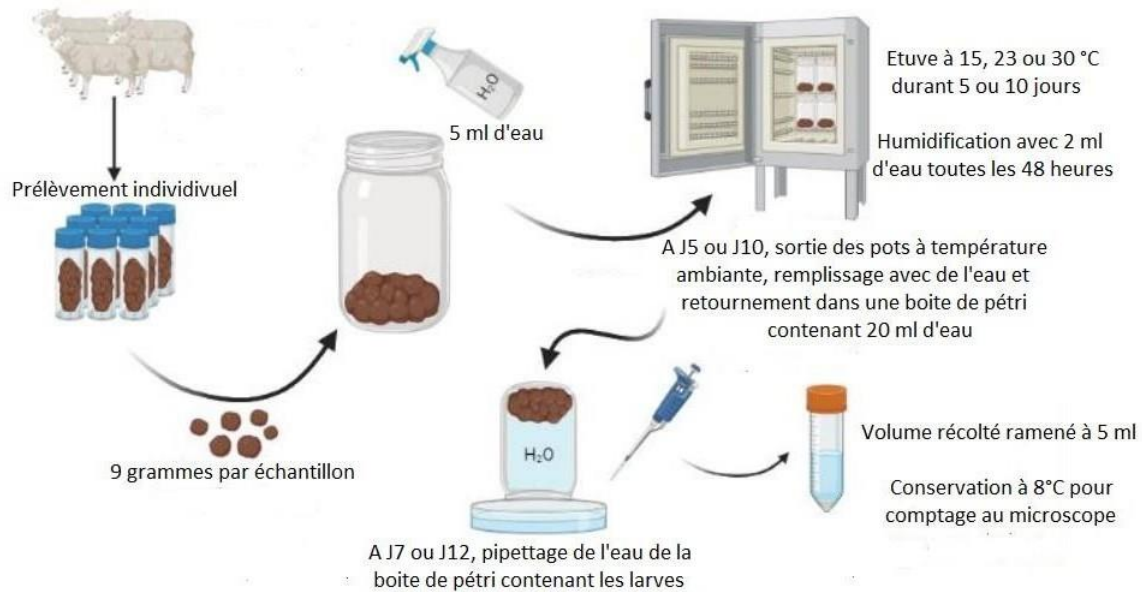 Prélèvement individivuel
9 grammes par échantillon
H₂O
5 ml d'eau
Etuve à 15, 23 ou 30 °C
durant 5 ou 10 jours
Humidification avec 2 ml
d'eau toutes les 48 heures
A J5 ou J10, sortie des pots à température
ambiante, remplissage avec de l'eau et
retournement dans une boite de pétri
contenant 20 ml d'eau
H₂O
A J7 ou J12, pipettage de l'eau de la
boite de pétri contenant les larves
Volume récolté ramené à 5 ml
Conservation à 8°C pour
comptage au microscope